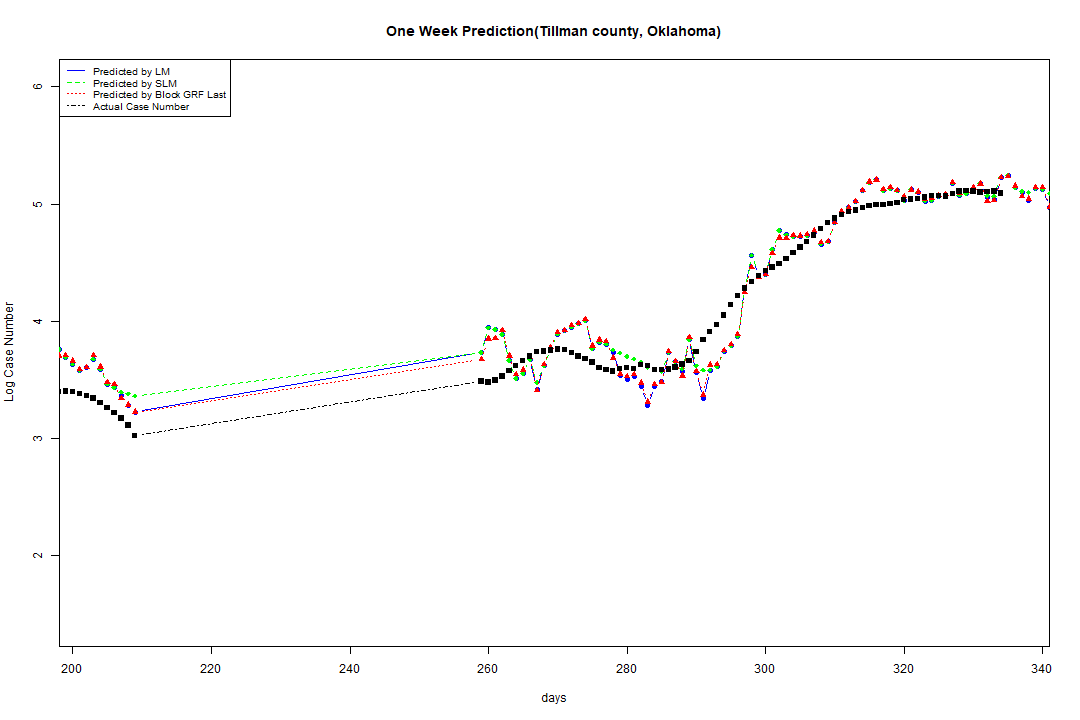 One Week Prediction(Tillman county, Oklahoma)
Predicted by LM
Predicted by SLM
Predicted by Block GRF Last
Actual Case Number
6
5
4
3
2
Log Case Number
200 220 240 260 280 300 320 340
days